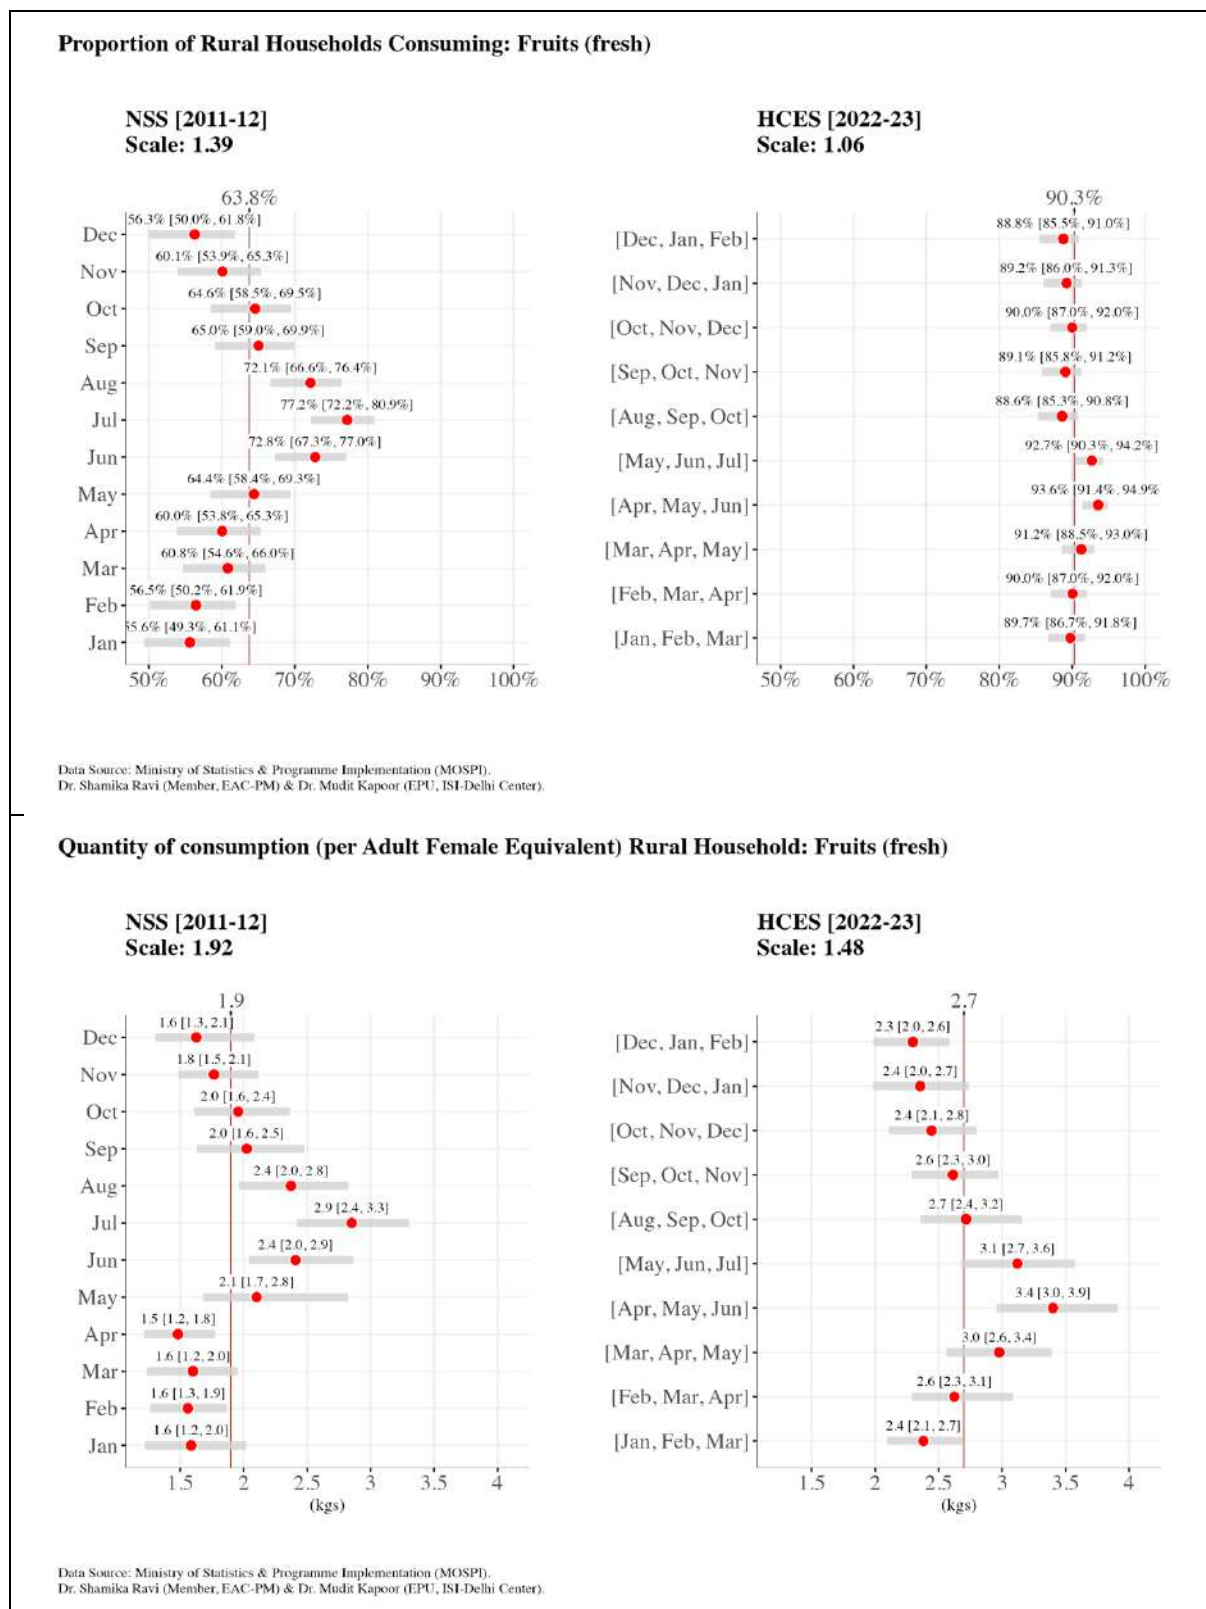 Proportion of Rural Households Consuming: Fruits (fresh)
NSS [2011-12]
Scale: 1.39
63.8%
Dec
56.3% [50.0%, 61.8%]
Nov
60.1% [53.9%, 65.3%]
Oct
64.6% [58.5%, 69.5%]
Sep
65.0% [59.0%, 69.9%]
Aug
72.1% [66.6%, 76.4%]
Jul
77.2% [72.2%, 80.9%]
Jun
72.8% [67.3%, 77.0%]
May
64.4% [58.4%, 69.3%]
Apr
60.0% [53.8%, 65.3%]
Mar
60.8% [54.6%, 66.0%]
Feb
56.5% [50.2%, 61.9%]
Jan
55.6% [49.3%, 61.1%]
50% 60% 70% 80% 90% 100%
HCES [2022-23]
Scale: 1.06
90.3%
[Dec, Jan, Feb]
88.8% [85.5%, 91.0%]
[Nov, Dec, Jan]
89.2% [86.0%, 91.3%]
[Oct, Nov, Dec]
90.0% [87.0%, 92.0%]
[Sep, Oct, Nov]
89.1% [85.8%, 91.2%]
[Aug, Sep, Oct]
88.6% [85.3%, 90.8%]
[May, Jun, Jul]
92.7% [90.3%, 94.2%]
[Apr, May, Jun]
93.6% [91.4%, 94.9%
[Mar, Apr, May]
91.2% [88.5%, 93.0%]
[Feb, Mar, Apr]
90.0% [87.0%, 92.0%]
[Jan, Feb, Mar]
89.7% [86.7%, 91.8%]
50% 60% 70% 80% 90% 100%
Data Source: Ministry of Statistics & Programme Implementation (MOSPI).
Dr. Shamika Ravi (Member, EAC-PM) & Dr. Mudit Kapoor (EPU, ISI-Delhi Center).
Quantity of consumption (per Adult Female Equivalent) Rural Household: Fruits (fresh)
NSS [2011-12]
Scale: 1.92
1.9
Dec
1.6 [1.3, 2.1]
Nov
1.8 [1.5, 2.1]
Oct
2.0 [1.6, 2.4]
Sep
2.0 [1.6, 2.5]
Aug
2.4 [2.0, 2.8]
Jul
2.9 [2.4, 3.3]
Jun
2.4 [2.0, 2.9]
May
2.1 [1.7, 2.8]
Apr
1.5 [1.2, 1.8]
Mar
1.6 [1.2, 2.0]
Feb
1.6 [1.3, 1.9]
Jan
1.6 [1.2, 2.0]
1.5 2 2.5 3 3.5 4
(kgs)
HCES [2022-23]
Scale: 1.48
2.7
[Dec, Jan, Feb]
2.3 [2.0, 2.6]
[Nov, Dec, Jan]
2.4 [2.0, 2.7]
[Oct, Nov, Dec]
2.4 [2.1, 2.8]
[Sep, Oct, Nov]
2.6 [2.3, 3.0]
[Aug, Sep, Oct]
2.7 [2.4, 3.2]
[May, Jun, Jul]
3.1 [2.7, 3.6]
[Apr, May, Jun]
3.4 [3.0, 3.9]
[Mar, Apr, May]
3.0 [2.6, 3.4]
[Feb, Mar, Apr]
2.6 [2.3, 3.1]
[Jan, Feb, Mar]
2.4 [2.1, 2.7]
1.5 2 2.5 3 3.5 4
(kgs)
Data Source: Ministry of Statistics & Programme Implementation (MOSPI).
Dr. Shamika Ravi (Member, EAC-PM) & Dr. Mudit Kapoor (EPU, ISI-Delhi Center).